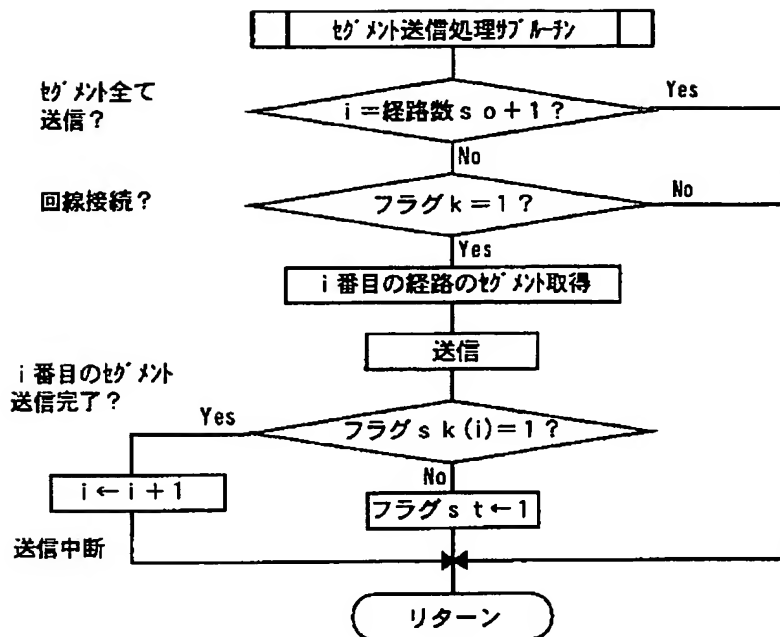 ｾｸﾞﾒﾝﾄ送信処理ｻﾌﾞﾙｰﾁﾝ
ｾｸﾞﾒﾝﾄ全て
送信？
i＝経路数so＋1？
Yes
No
回線接続？
フラグk＝1？
No
Yes
i番目の経路のｾｸﾞﾒﾝﾄ取得
送信
i番目のｾｸﾞﾒﾝﾄ
送信完了？
Yes
フラグsk(i)＝1？
No
i←i＋1
フラグst←1
送信中断
リターン